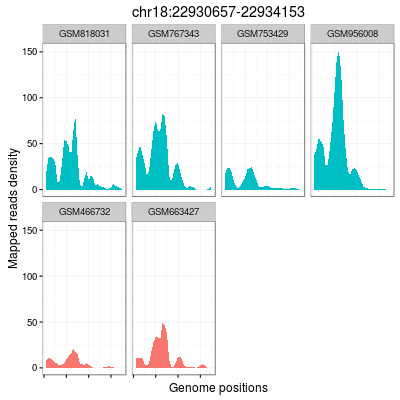 chr18:22930657-22934153
GSM818031 GSM767343 GSM753429 GSM956008
150
100
50
0
GSM466732 GSM663427
150
100
50
0
Mapped reads density
Genome positions